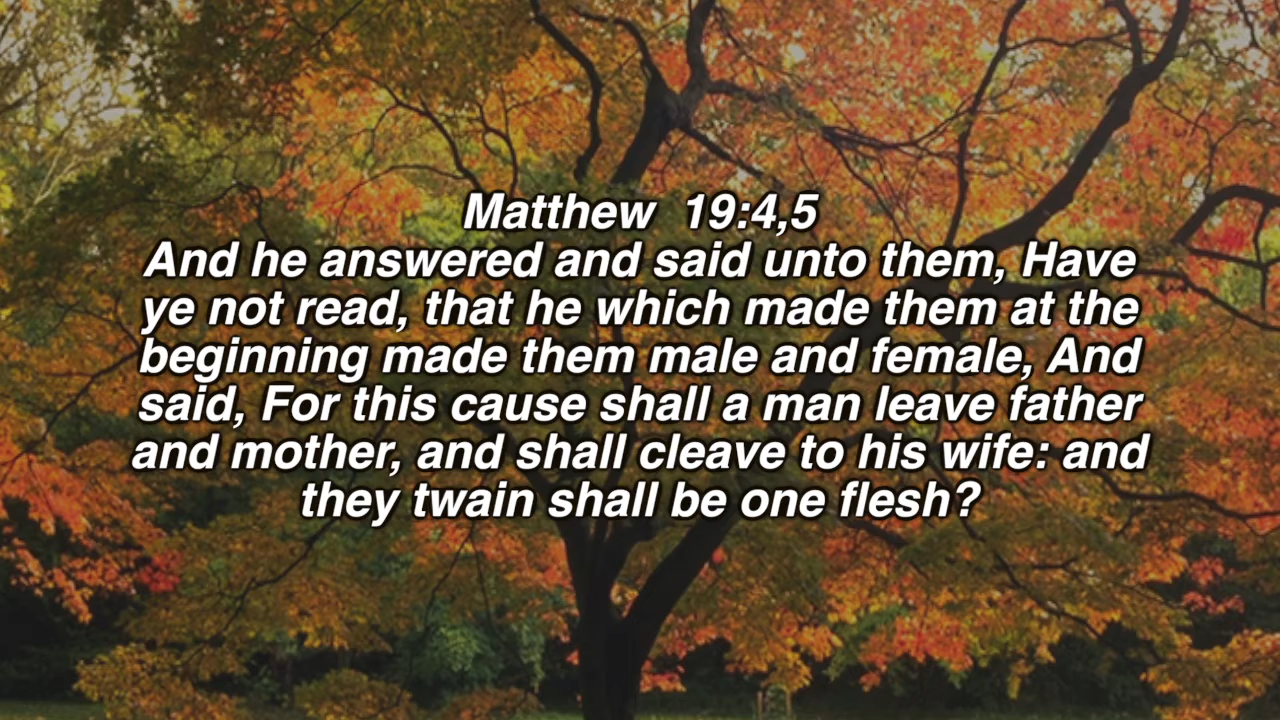 Matthew  19:4,5
And he answered and said unto them, Have
ye not read, that he which made them at the
beginning made them male and female, And
said, For this cause shall a man leave father
and mother, and shall cleave to his wife: and
they twain shall be one flesh?